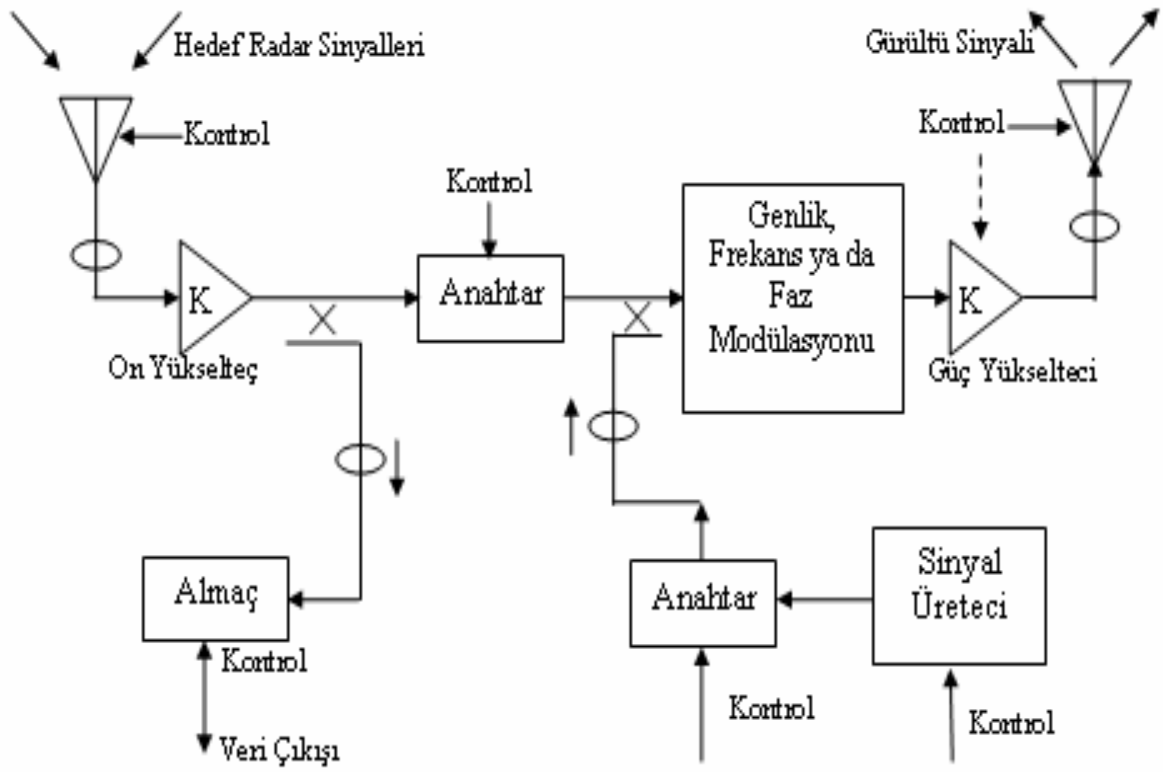 Hedef Radar Sinyalleri
Gürültü Sinyali
Kontrol
Kontrol
Kontrol
Genlik,
Frekans ya da
Faz
Modülasyonu
Anahtar
K
K
Ön Yükselteç
Güç Yükselteci
Almaç
Anahtar
Sinyal
Üreteci
Kontrol
Kontrol
Kontrol
Veri Çıkışı